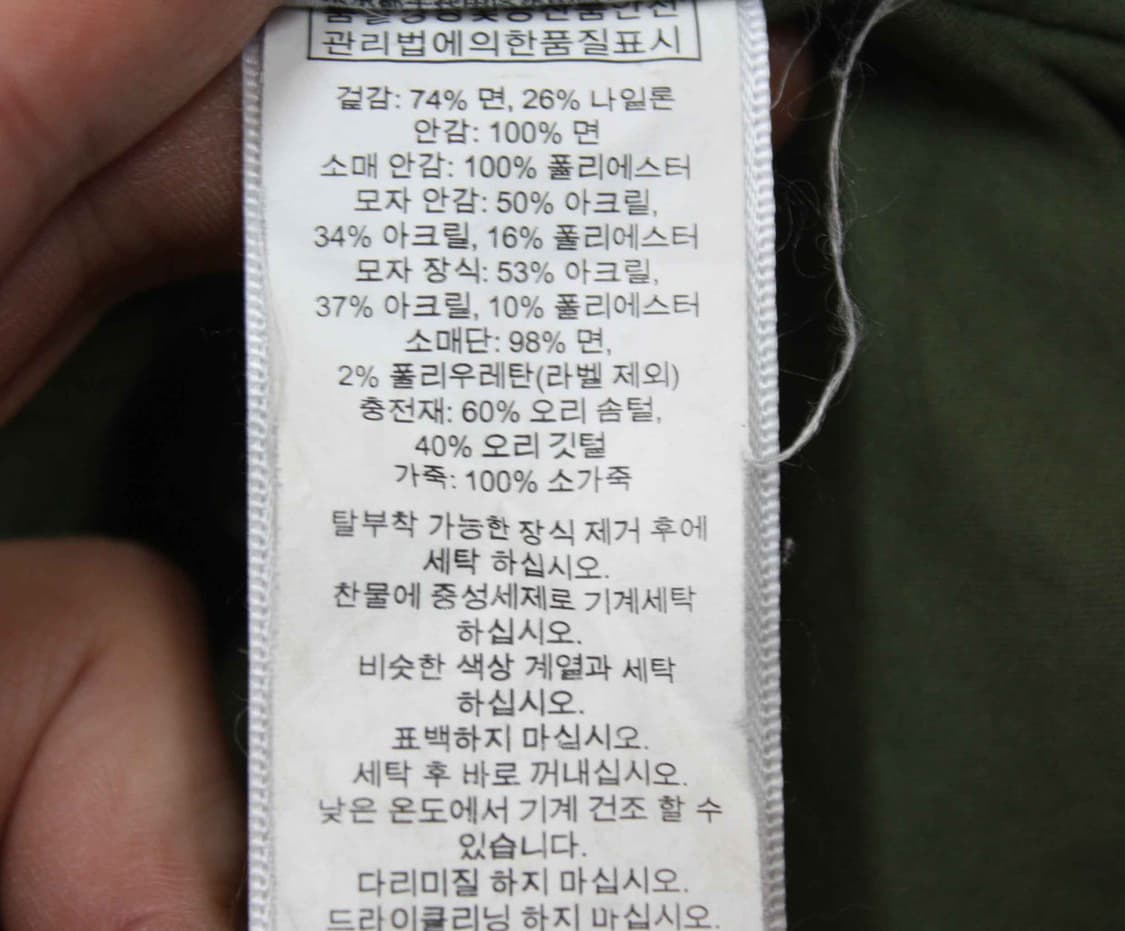 관리법에의한품질표시
겉감: 74% 면, 26% 나일론
안감: 100% 면
소매 안감: 100% 폴리에스터
모자 안감: 50% 아크릴,
34% 아크릴, 16% 폴리에스터
모자 장식: 53% 아크릴,
37% 아크릴, 10% 폴리에스터
소매단: 98% 면,
2% 폴리우레탄(라벨 제외)
충전재: 60% 오리 솜털,
40% 오리 깃털
가죽: 100% 소가죽
탈부착 가능한 장식 제거 후에
세탁 하십시오.
찬물에 중성세제로 기계세탁
하십시오.
비슷한 색상 계열과 세탁
하십시오.
표백하지 마십시오.
세탁 후 바로 꺼내십시오.
낮은 온도에서 기계 건조 할 수
있습니다.
다리미질 하지 마십시오.
드라이클리닝 하지 마십시오.